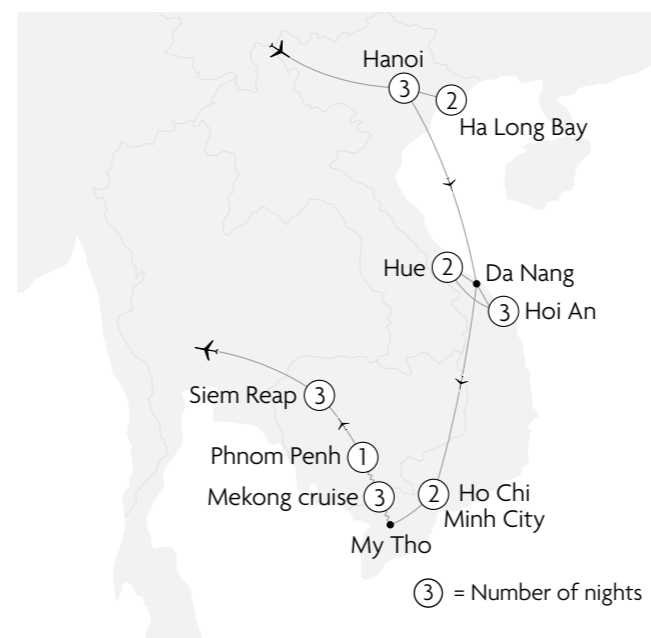 Hanoi
3
2
Ha Long Bay
Hue 2
Da Nang
3 Hoi An
Siem Reap 3
Phnom Penh 1
Mekong cruise 3
2 Ho Chi
Minh City
My Tho
3 = Number of nights